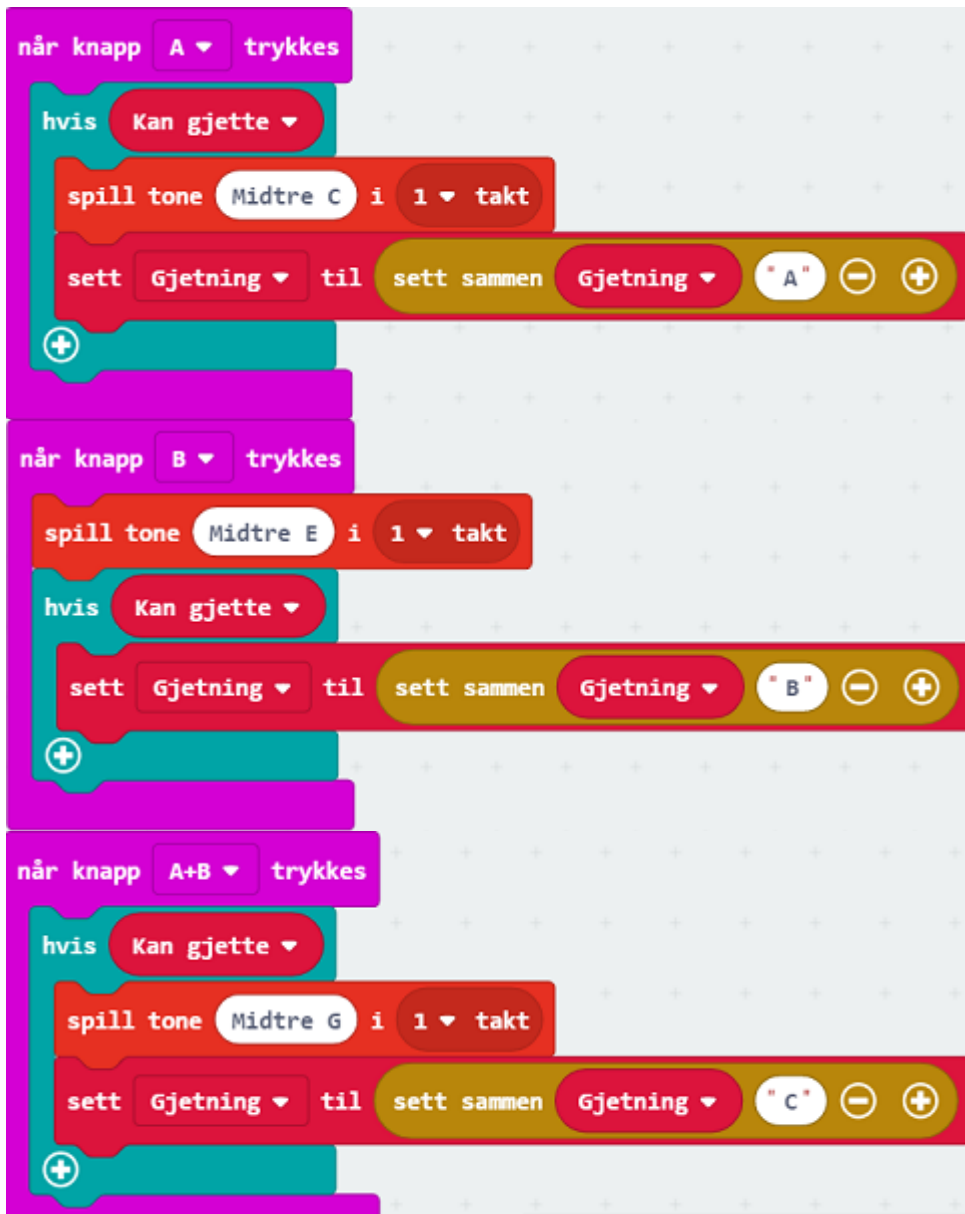 når knapp A trykkes
hvis Kan gjette
spill tone Midtre C i 1 takt
sett Gjetning til sett sammen Gjetning "A"
når knapp B trykkes
spill tone Midtre E i 1 takt
hvis Kan gjette
sett Gjetning til sett sammen Gjetning "B"
når knapp A+B trykkes
hvis Kan gjette
spill tone Midtre G i 1 takt
sett Gjetning til sett sammen Gjetning "C"